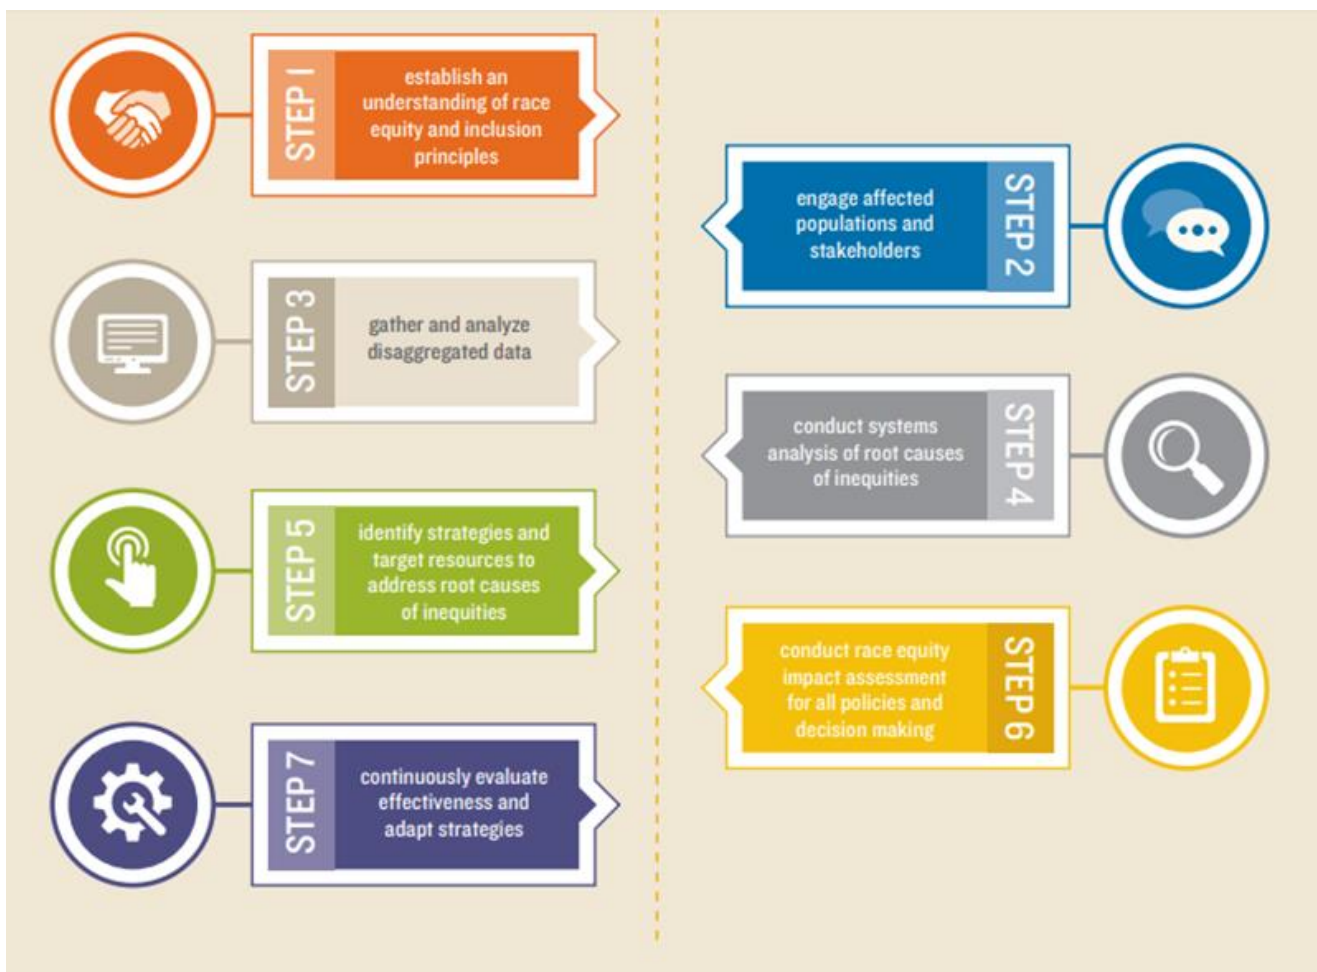 STEP 1
establish an
understanding of race
equity and inclusion
principles
STEP 2
engage affected
populations and
stakeholders
STEP 3
gather and analyze
disaggregated data
STEP 4
conduct systems
analysis of root causes
of inequities
STEP 5
identify strategies and
target resources to
address root causes
of inequities
STEP 6
conduct race equity
impact assessment
for all policies and
decision making
STEP 7
continuously evaluate
effectiveness and
adapt strategies